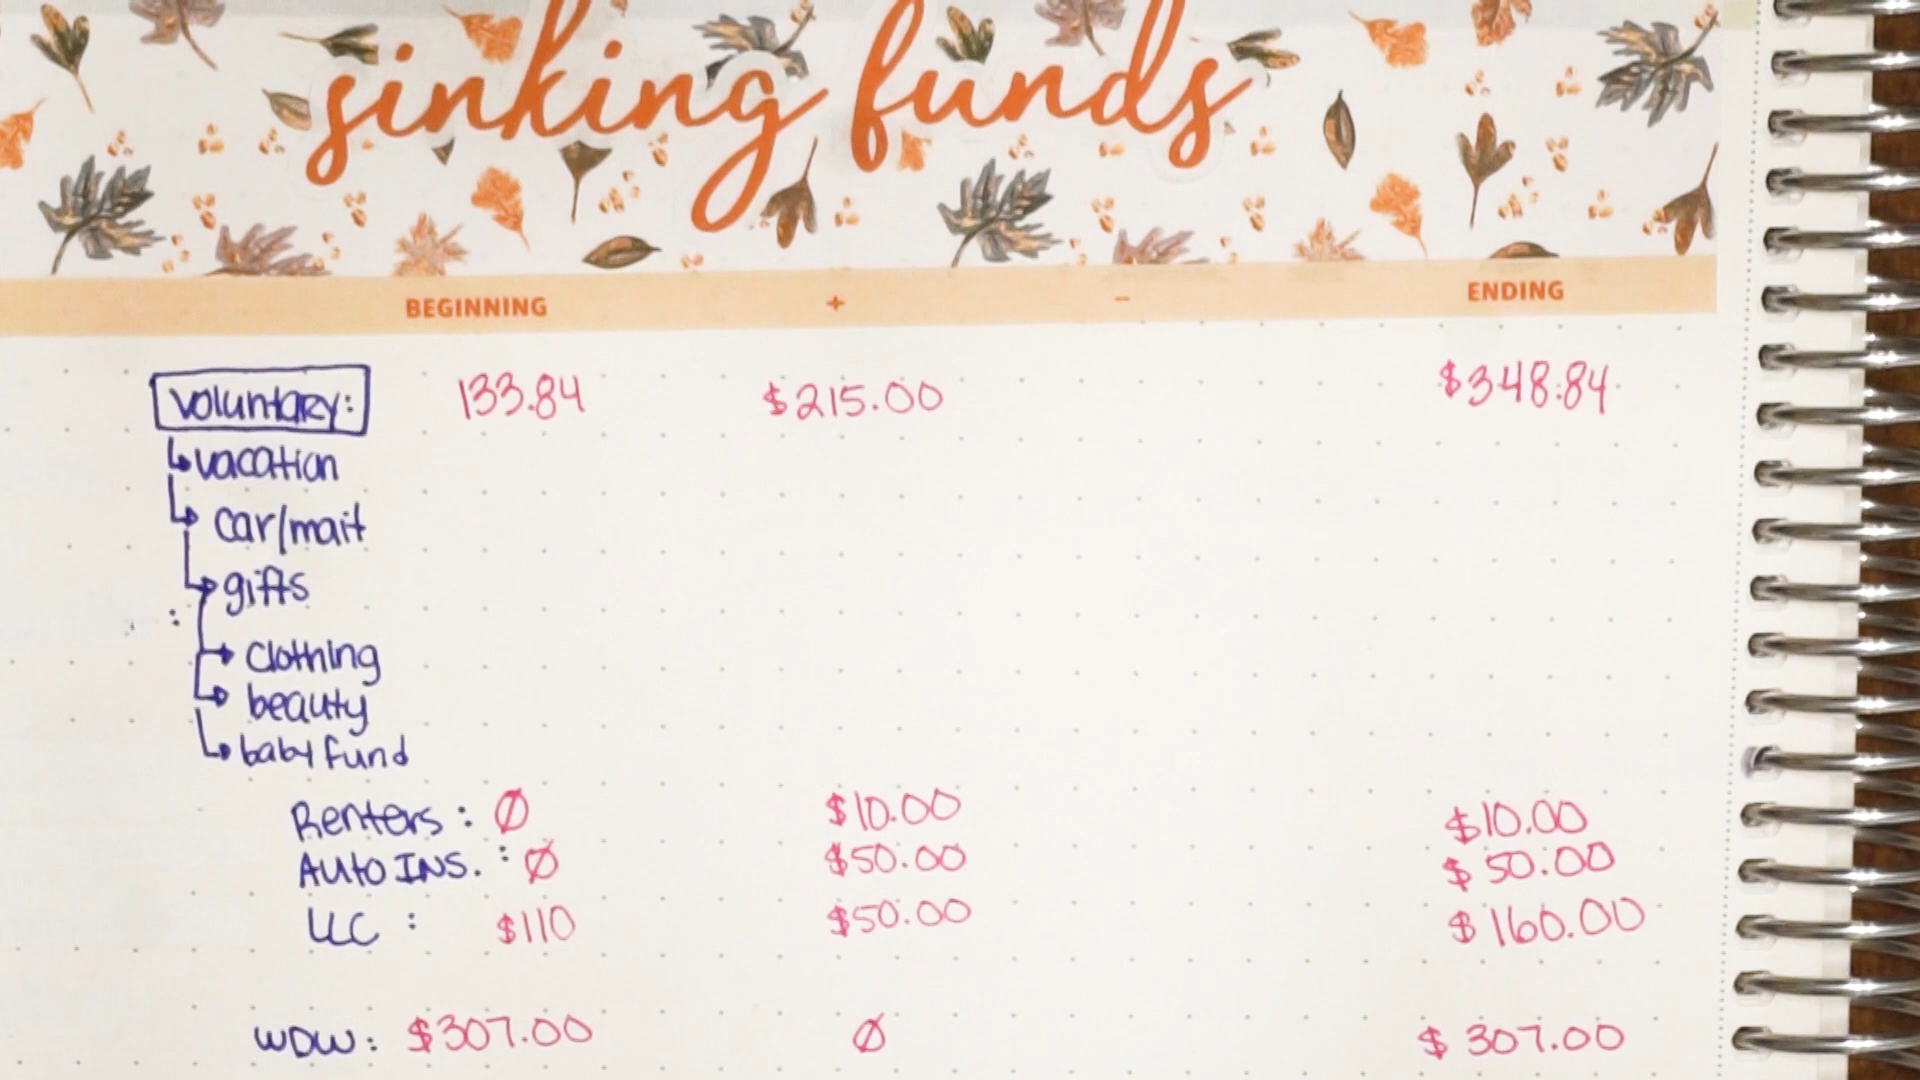 sinking funds
BEGINNING + - ENDING
voluntary: 133.84 $215.00 $348.84
vacation
car/mait
gifts
clothing
beauty
baby fund
Renters: Ø $10.00 $10.00
Auto INS.: Ø $50.00 $50.00
LLC: $110 $50.00 $160.00
WDW: $307.00 Ø $307.00